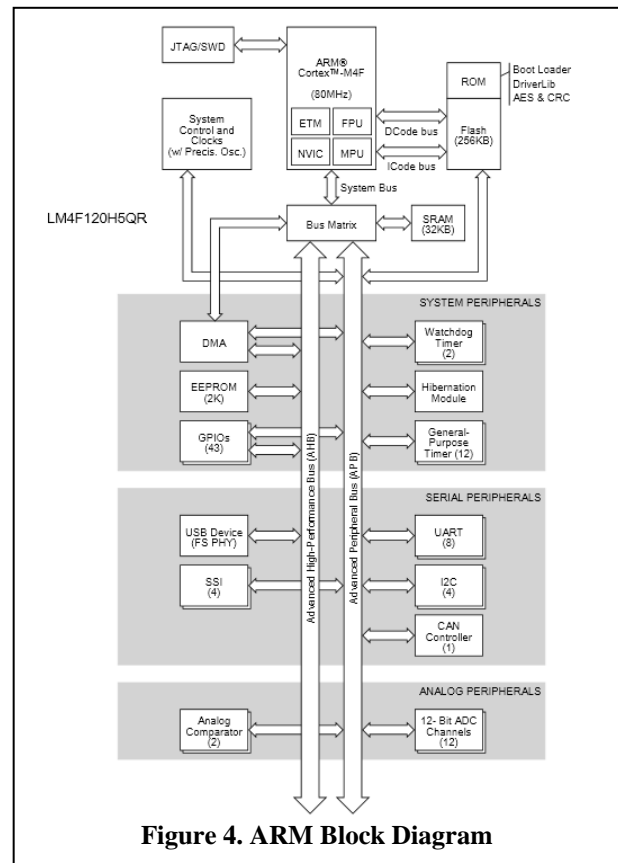 JTAG/SWD
ARM®
Cortex™-M4F
(80MHz)
ETM
FPU
NVIC
MPU
ROM
Boot Loader
DriverLib
AES & CRC
Flash
(256KB)
DCode bus
ICode bus
System
Control and
Clocks
(w/ Precis. Osc.)
System Bus
LM4F120H5QR
Bus Matrix
SRAM
(32KB)
SYSTEM PERIPHERALS
DMA
Watchdog
Timer
(2)
EEPROM
(2K)
Hibernation
Module
GPIOs
(43)
General-
Purpose
Timer (12)
Advanced High-Performance Bus (AHB)
Advanced Peripheral Bus (APB)
SERIAL PERIPHERALS
USB Device
(FS PHY)
UART
(8)
SSI
(4)
I2C
(4)
CAN
Controller
(1)
ANALOG PERIPHERALS
Analog
Comparator
(2)
12- Bit ADC
Channels
(12)
Figure 4. ARM Block Diagram